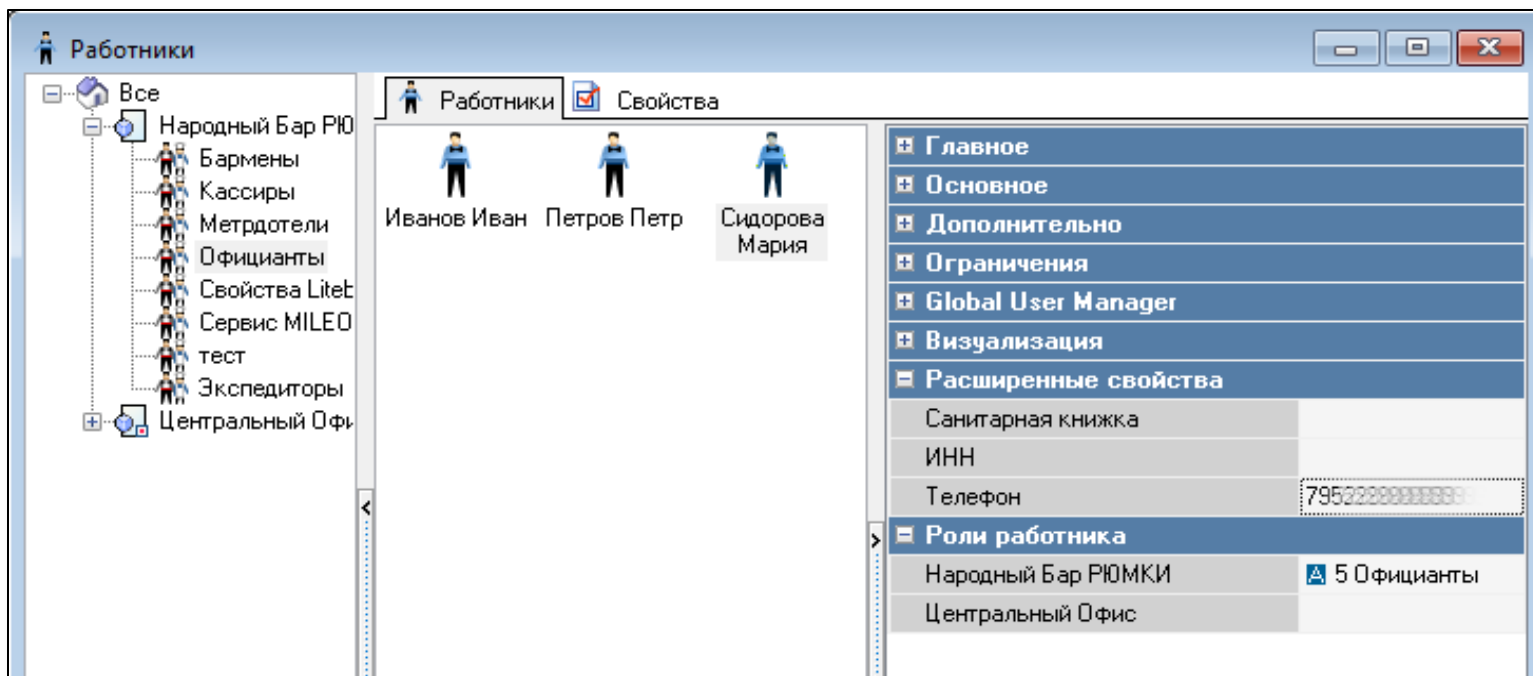 Работники
Все
Народный Бар РЮ
Бармены
Кассиры
Метрдотели
Официанты
Свойства Liteb
Сервис MILEO
тест
Экспедиторы
Центральный Офи
Работники
Свойства
Иванов Иван
Петров Петр
Сидорова
Мария
Главное
Основное
Дополнительно
Ограничения
Global User Manager
Визуализация
Расширенные свойства
Санитарная книжка
ИНН
Телефон
Роли работника
Народный Бар РЮМКИ
5 Официанты
Центральный Офис